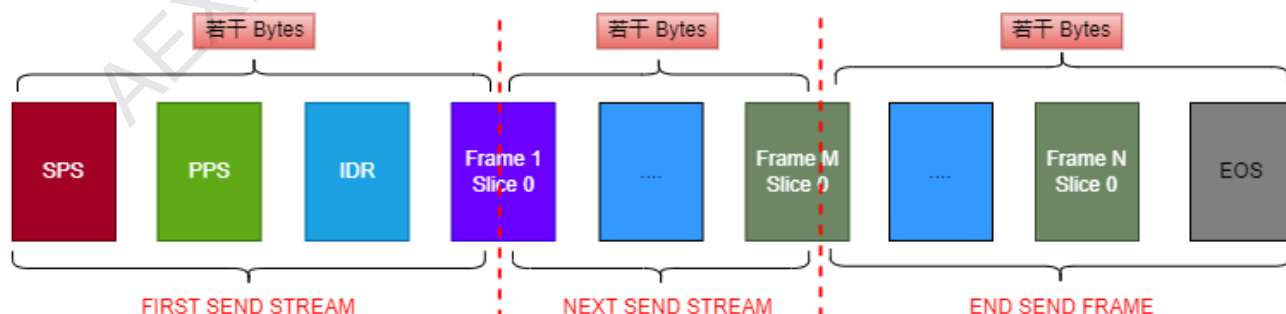 若干 Bytes
若干 Bytes
若干 Bytes
SPS
PPS
IDR
Frame 1
Slice 0
....
Frame M
Slice 0
....
Frame N
Slice 0
EOS
FIRST SEND STREAM
NEXT SEND STREAM
END SEND FRAME